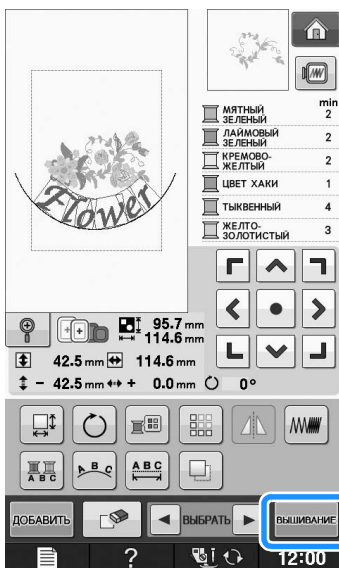 min
МЯТНЫЙ
ЗЕЛЕНЫЙ 2
ЛАЙМОВЫЙ
ЗЕЛЕНЫЙ 2
КРЕМОВО-
ЖЕЛТЫЙ 2
ЦВЕТ ХАКИ 1
ТЫКВЕННЫЙ 4
ЖЕЛТО-
ЗОЛОТИСТЫЙ 3
Flower
95.7 mm
114.6 mm
42.5 mm 114.6 mm
- 42.5 mm + 0.0 mm 0°
A B C A B C A B C
ДОБАВИТЬ ВЫБРАТЬ ВЫШИВАНИЕ
? 12:00